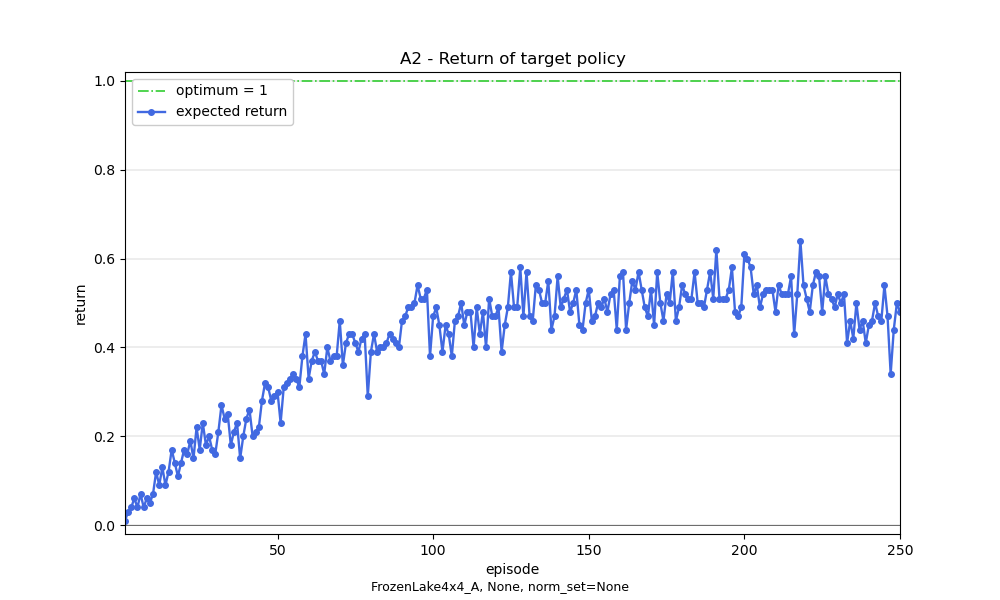 A2 - Return of target policy
optimum = 1
expected return
return
1.0
0.8
0.6
0.4
0.2
0.0
50
100
150
200
250
episode
FrozenLake4x4_A, None, norm_set=None